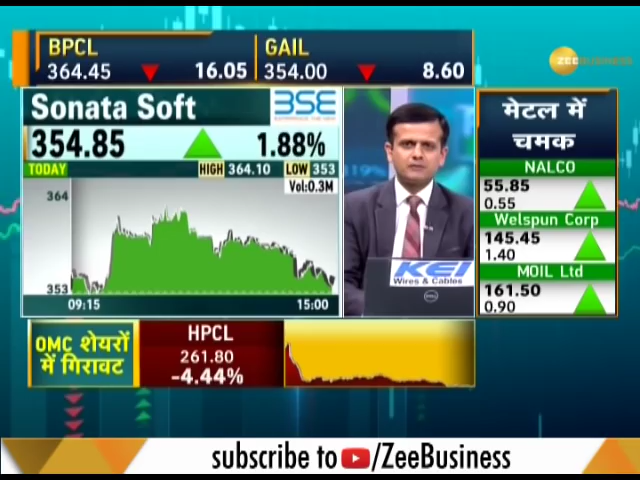 BPCL
364.45 16.05
GAIL
354.00 8.60
ZEEBUSINESS
Sonata Soft
BSE
354.85 1.88%
TODAY HIGH 364.10 LOW 353
Vol:0.3M
364
353
09:15 15:00
KEI
Wires & Cables
DELL
मेटल में
चमक
NALCO
55.85
0.55
Welspun Corp
145.45
1.40
MOIL Ltd
161.50
0.90
OMC शेयरों
में गिरावट
HPCL
261.80
-4.44%
subscribe to /ZeeBusiness